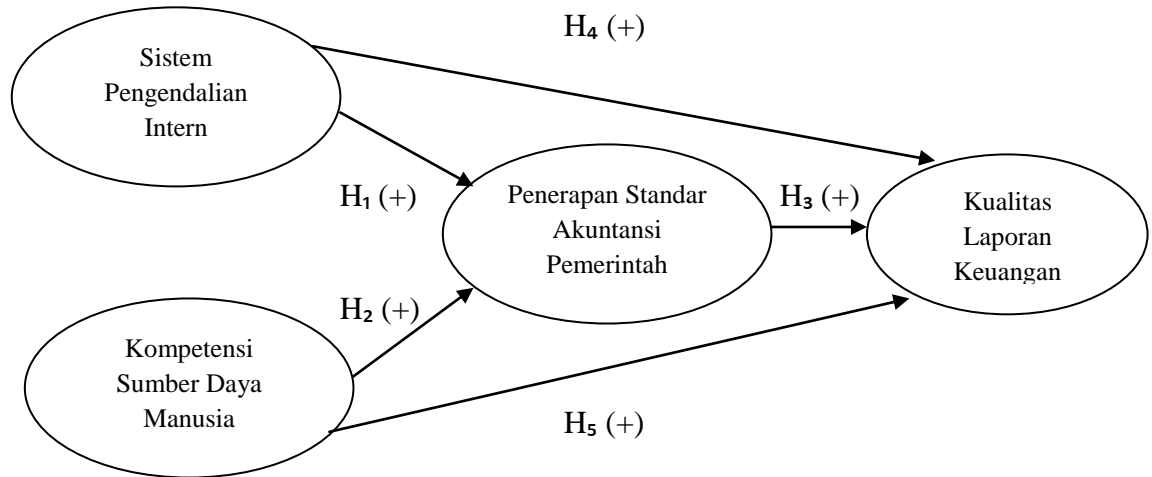 H₄ (+)
Sistem
Pengendalian
Intern
H₁ (+)
Penerapan Standar
Akuntansi
Pemerintah
H₃ (+)
Kualitas
Laporan
Keuangan
H₂ (+)
Kompetensi
Sumber Daya
Manusia
H₅ (+)